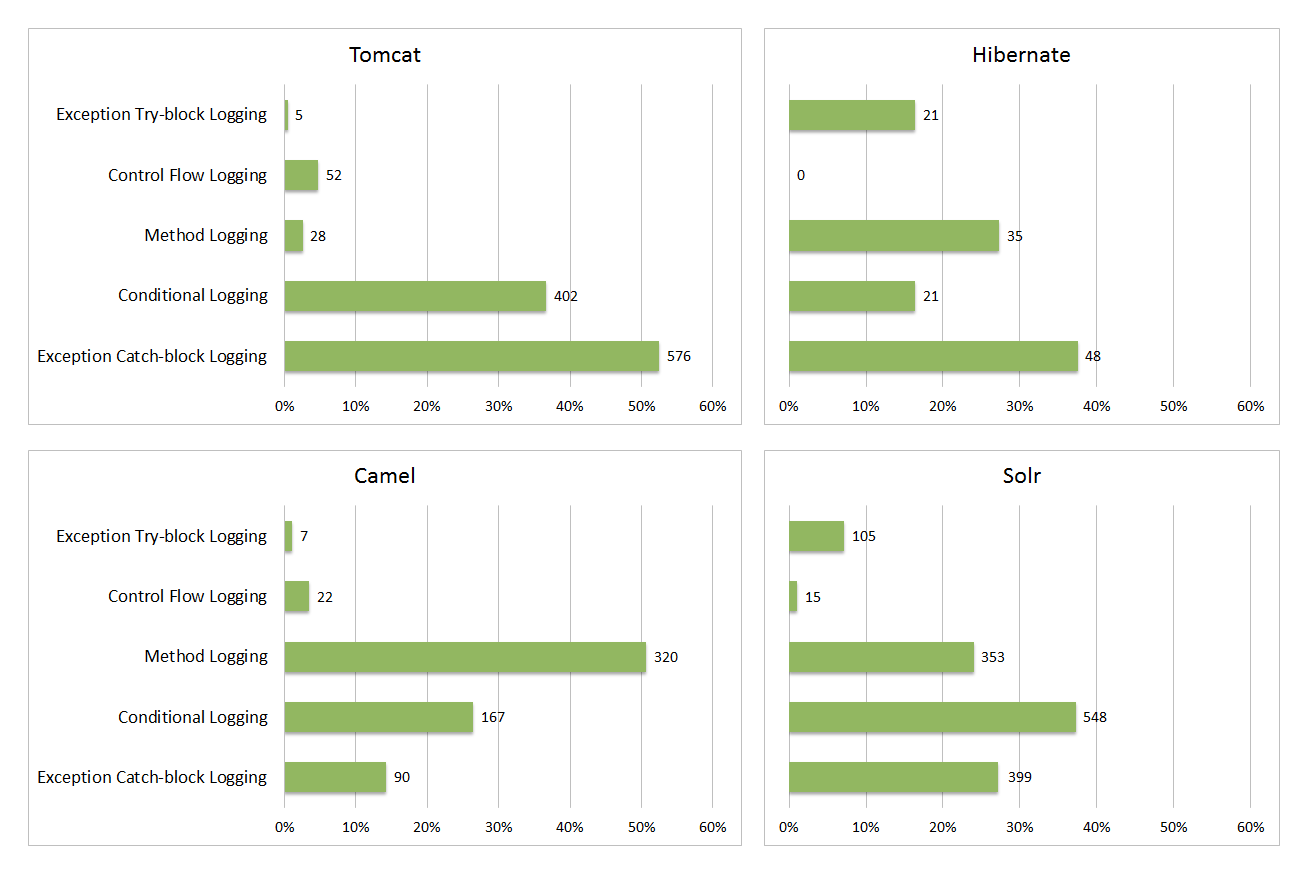 Tomcat
Exception Try-block Logging 5
Control Flow Logging 52
Method Logging 28
Conditional Logging 402
Exception Catch-block Logging 576
0% 10% 20% 30% 40% 50% 60%
Hibernate
21
0
35
21
48
0% 10% 20% 30% 40% 50% 60%
Camel
Exception Try-block Logging 7
Control Flow Logging 22
Method Logging 320
Conditional Logging 167
Exception Catch-block Logging 90
0% 10% 20% 30% 40% 50% 60%
Solr
105
15
353
548
399
0% 10% 20% 30% 40% 50% 60%